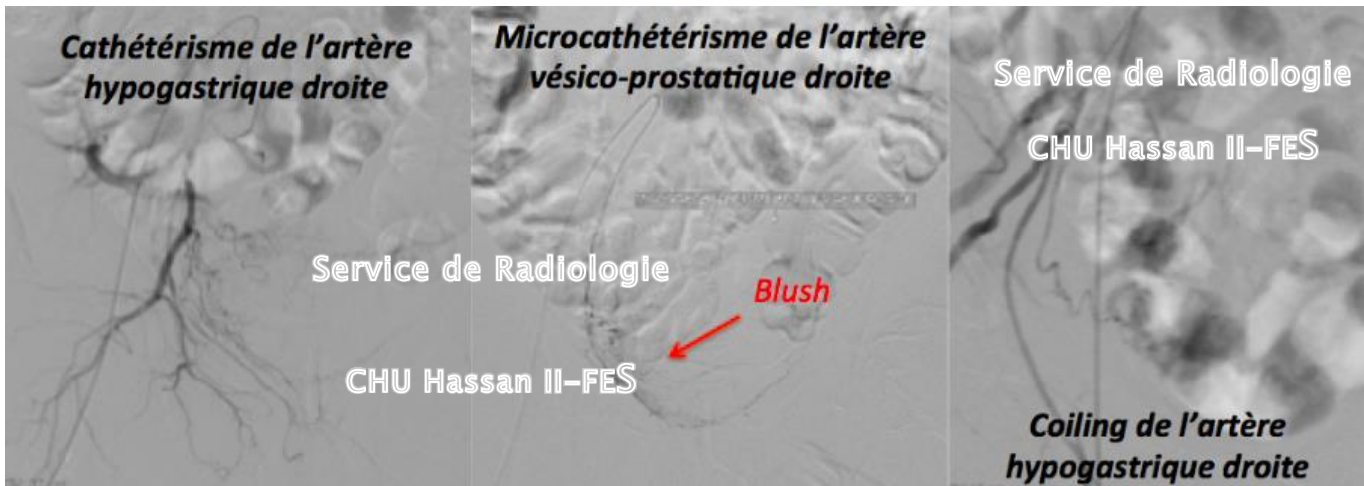 Cathétérisme de l'artère
hypogastrique droite
Microcathétérisme de l'artère
vésico-prostatique droite
Service de Radiologie
CHU Hassan II-FES
Blush
Service de Radiologie
CHU Hassan II-FES
Coiling de l'artère
hypogastrique droite